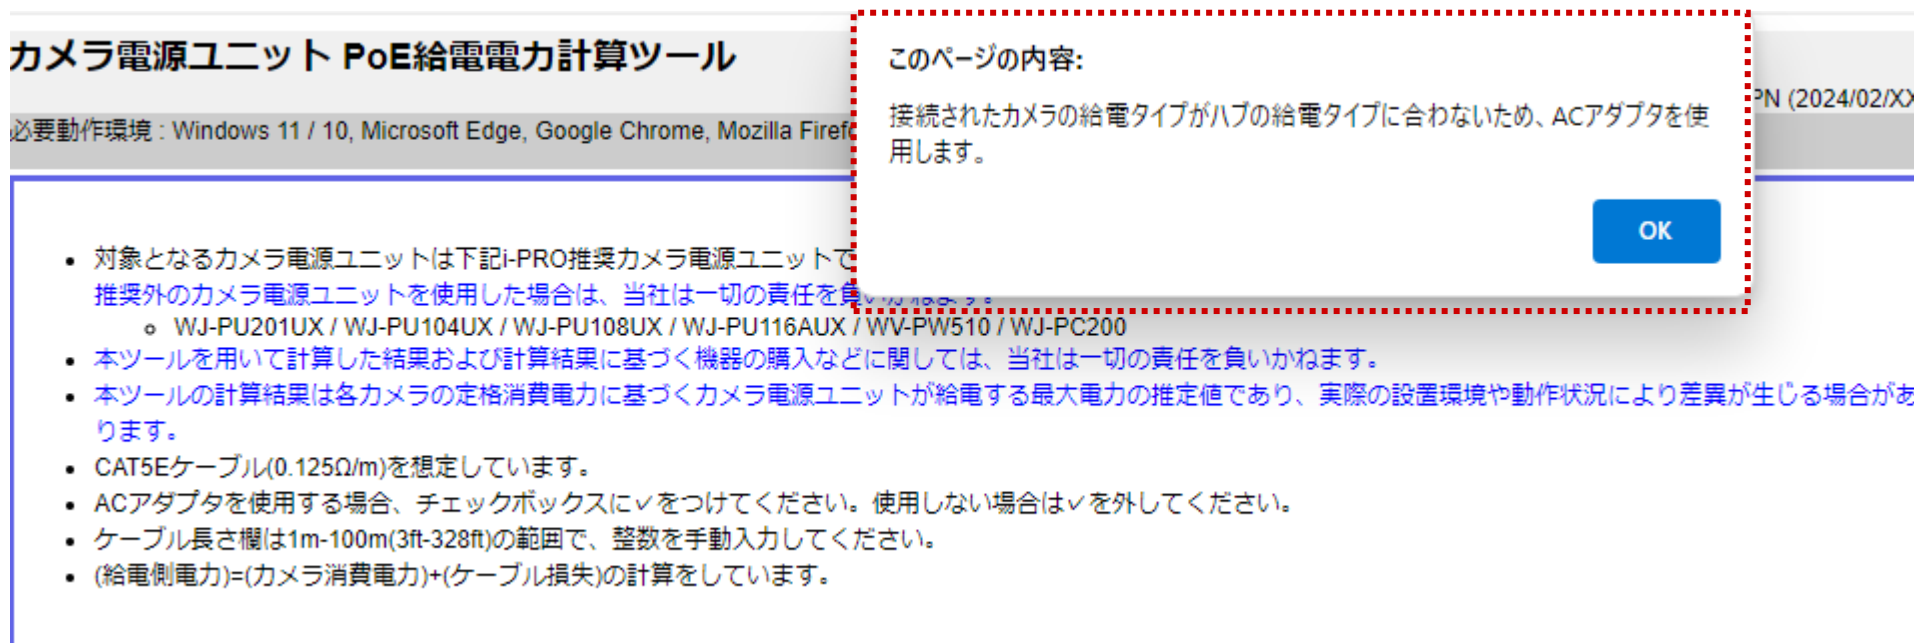 カメラ電源ユニット PoE給電電力計算ツール
このページの内容:
接続されたカメラの給電タイプがハブの給電タイプに合わないため、ACアダプタを使
用します。
OK
PN (2024/02/XX
必要動作環境 : Windows 11 / 10, Microsoft Edge, Google Chrome, Mozilla Firefo
• 対象となるカメラ電源ユニットは下記i-PRO推奨カメラ電源ユニットで
推奨外のカメラ電源ユニットを使用した場合は、当社は一切の責任を負いかねます。
○ WJ-PU201UX / WJ-PU104UX / WJ-PU108UX / WJ-PU116AUX / WV-PW510 / WJ-PC200
• 本ツールを用いて計算した結果および計算結果に基づく機器の購入などに関しては、当社は一切の責任を負いかねます。
• 本ツールの計算結果は各カメラの定格消費電力に基づくカメラ電源ユニットが給電する最大電力の推定値であり、実際の設置環境や動作状況により差異が生じる場合があ
ります。
• CAT5Eケーブル(0.125Ω/m)を想定しています。
• ACアダプタを使用する場合、チェックボックスに✓をつけてください。使用しない場合は✓を外してください。
• ケーブル長さ欄は1m-100m(3ft-328ft)の範囲で、整数を手動入力してください。
• (給電側電力)=(カメラ消費電力)+(ケーブル損失)の計算をしています。